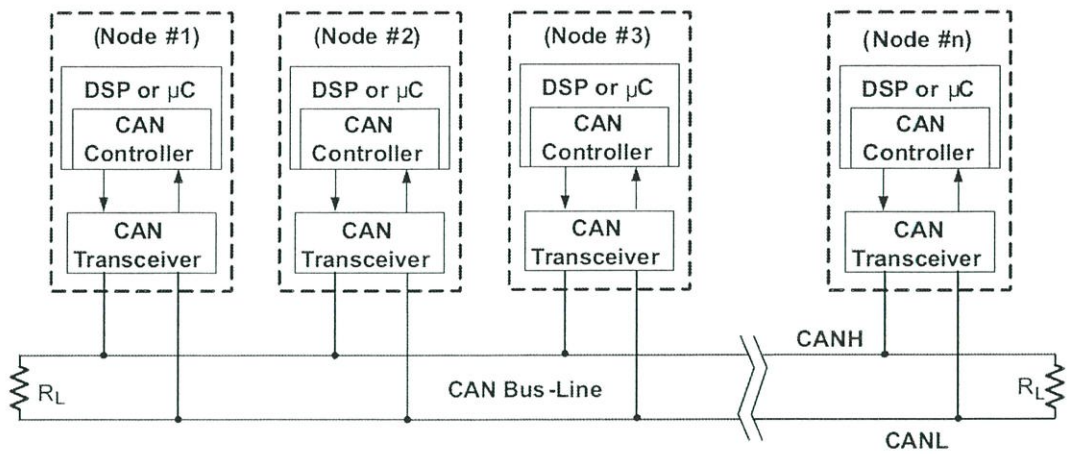 (Node #1)
DSP or µC
CAN
Controller
CAN
Transceiver
(Node #2)
DSP or µC
CAN
Controller
CAN
Transceiver
(Node #3)
DSP or µC
CAN
Controller
CAN
Transceiver
(Node #n)
DSP or µC
CAN
Controller
CAN
Transceiver
CANH
RL
CAN Bus-Line
RL
CANL